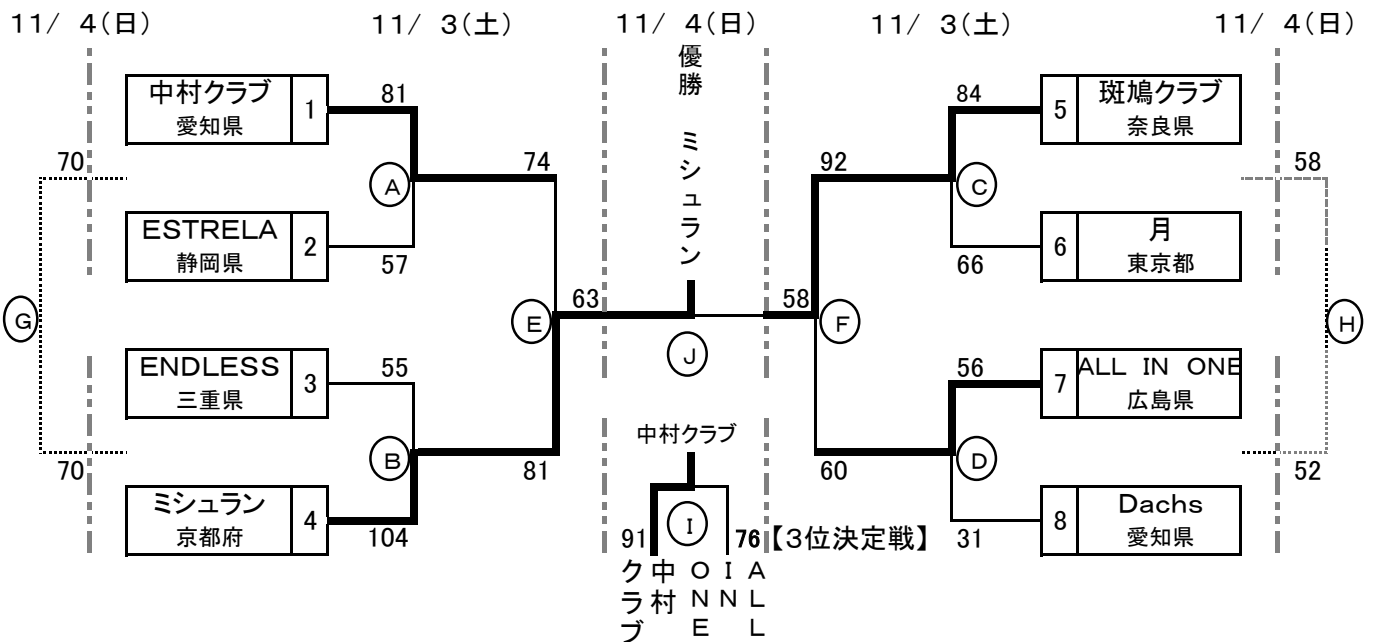 11/ 4(日)
11/ 3(土)
11/ 4(日)
11/ 3(土)
11/ 4(日)
優勝 ミシュラン
中村クラブ
愛知県
1
81
70
A
74
ESTRELA
静岡県
2
57
G
E
63
ENDLESS
三重県
3
55
B
81
70
ミシュラン
京都府
4
104
J
中村クラブ
I
91
76
【3位決定戦】
中村クラブ
ALL IN ONE
84
5
斑鳩クラブ
奈良県
92
C
58
6
月
東京都
66
58
F
H
56
7
ALL IN ONE
広島県
60
D
52
8
Dachs
愛知県
31